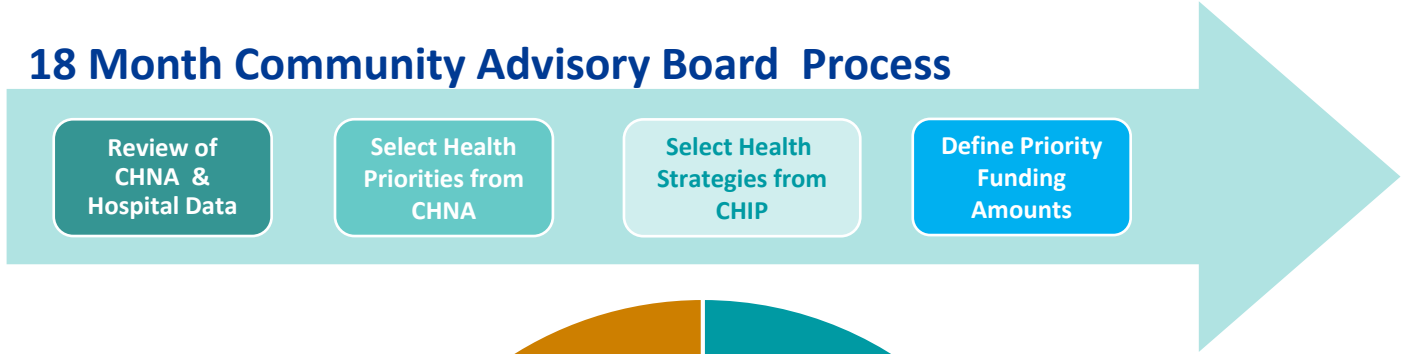 18 Month Community Advisory Board  Process
Review of
CHNA  &
Hospital Data
Select Health
Priorities from
CHNA
Select Health
Strategies from
CHIP
Define Priority
Funding
Amounts